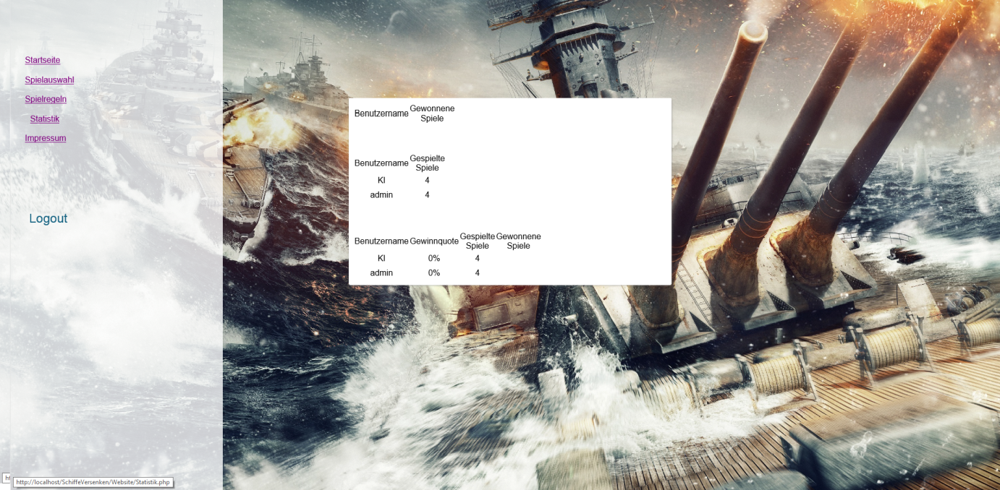 Startseite
Spielauswahl
Spielregeln
Statistik
Impressum
Logout
Benutzername Gewonnene
Spiele
Benutzername Gespielte
Spiele
KI 4
admin 4
Benutzername Gewinnquote Gespielte Gewonnene
Spiele Spiele
KI 0% 4
admin 0% 4
http://localhost/SchiffeVersenken/Website/Statistik.php